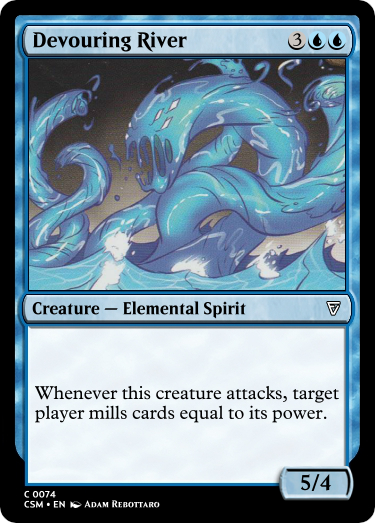 Devouring River 3
Creature — Elemental Spirit
Whenever this creature attacks, target
player mills cards equal to its power.
5/4
C 0074
CSM • EN ADAM REBOTTARO